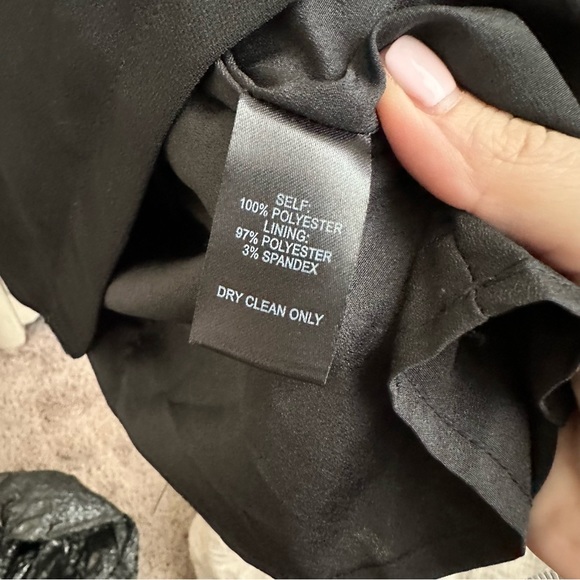 SELF:
100% POLYESTER
LINING:
97% POLYESTER
3% SPANDEX
DRY CLEAN ONLY